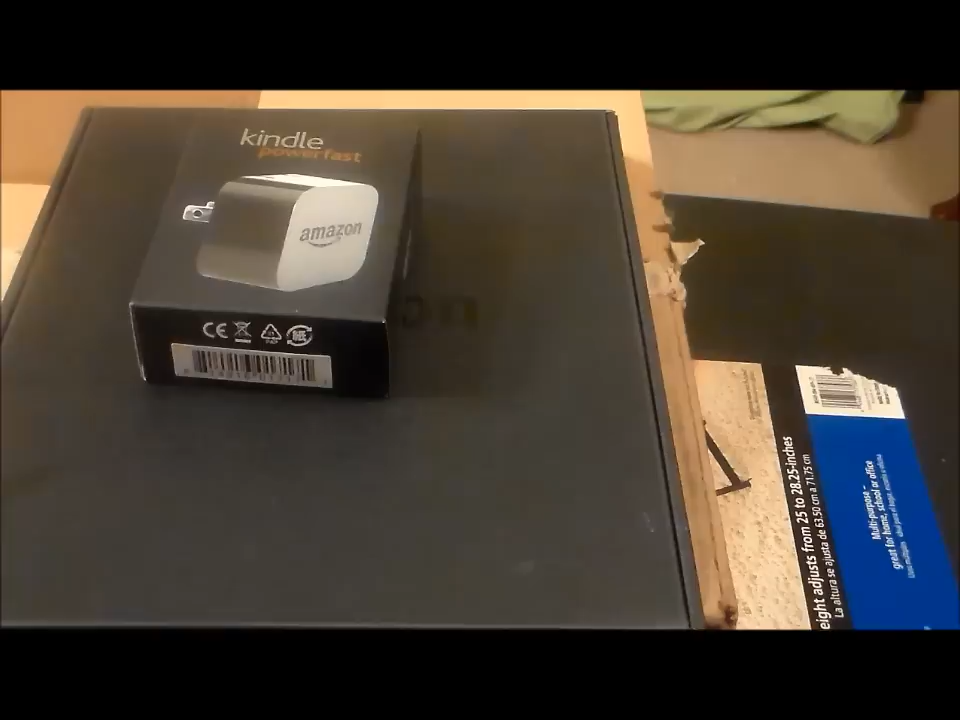 kindle
powerfast
amazon
CE
eight adjusts from 25 to 28.25-inches
La altura se ajusta de 63.50 cm a 71.75 cm
Multi-purpose –
great for home, school or office